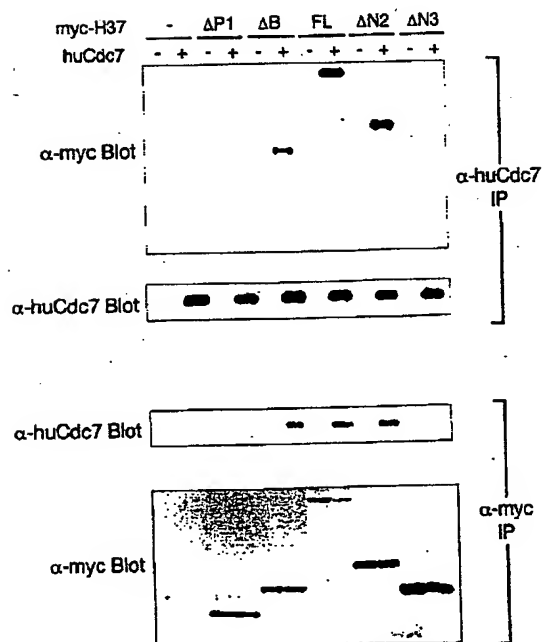 myc-H37 - ΔP1 ΔB FL ΔN2 ΔN3
huCdc7 - + - + - + - + - + - +
α-myc Blot
α-huCdc7 IP
α-huCdc7 Blot
α-huCdc7 Blot
α-myc IP
α-myc Blot